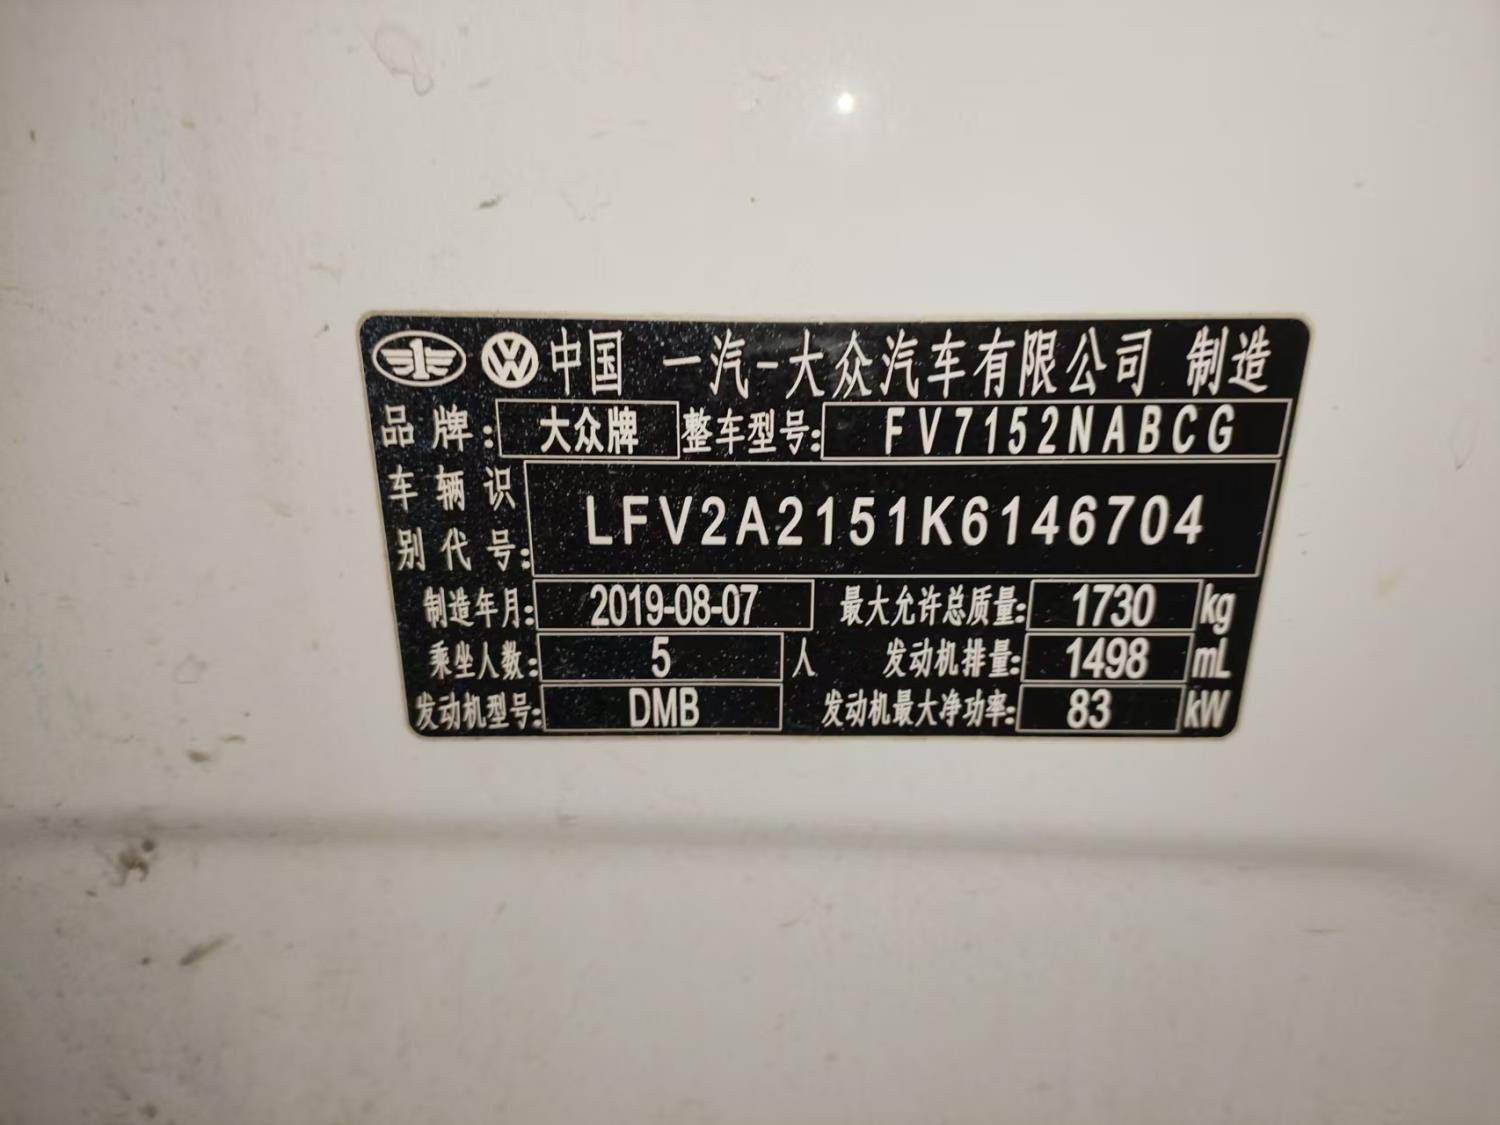 中国 一汽-大众汽车有限公司 制造
品牌: 大众牌 整车型号: FV7152NABCG
车辆识
别代号: LFV2A2151K6146704
制造年月: 2019-08-07 最大允许总质量: 1730 kg
乘坐人数: 5 人 发动机排量: 1498 mL
发动机型号: DMB 发动机最大净功率: 83 kW